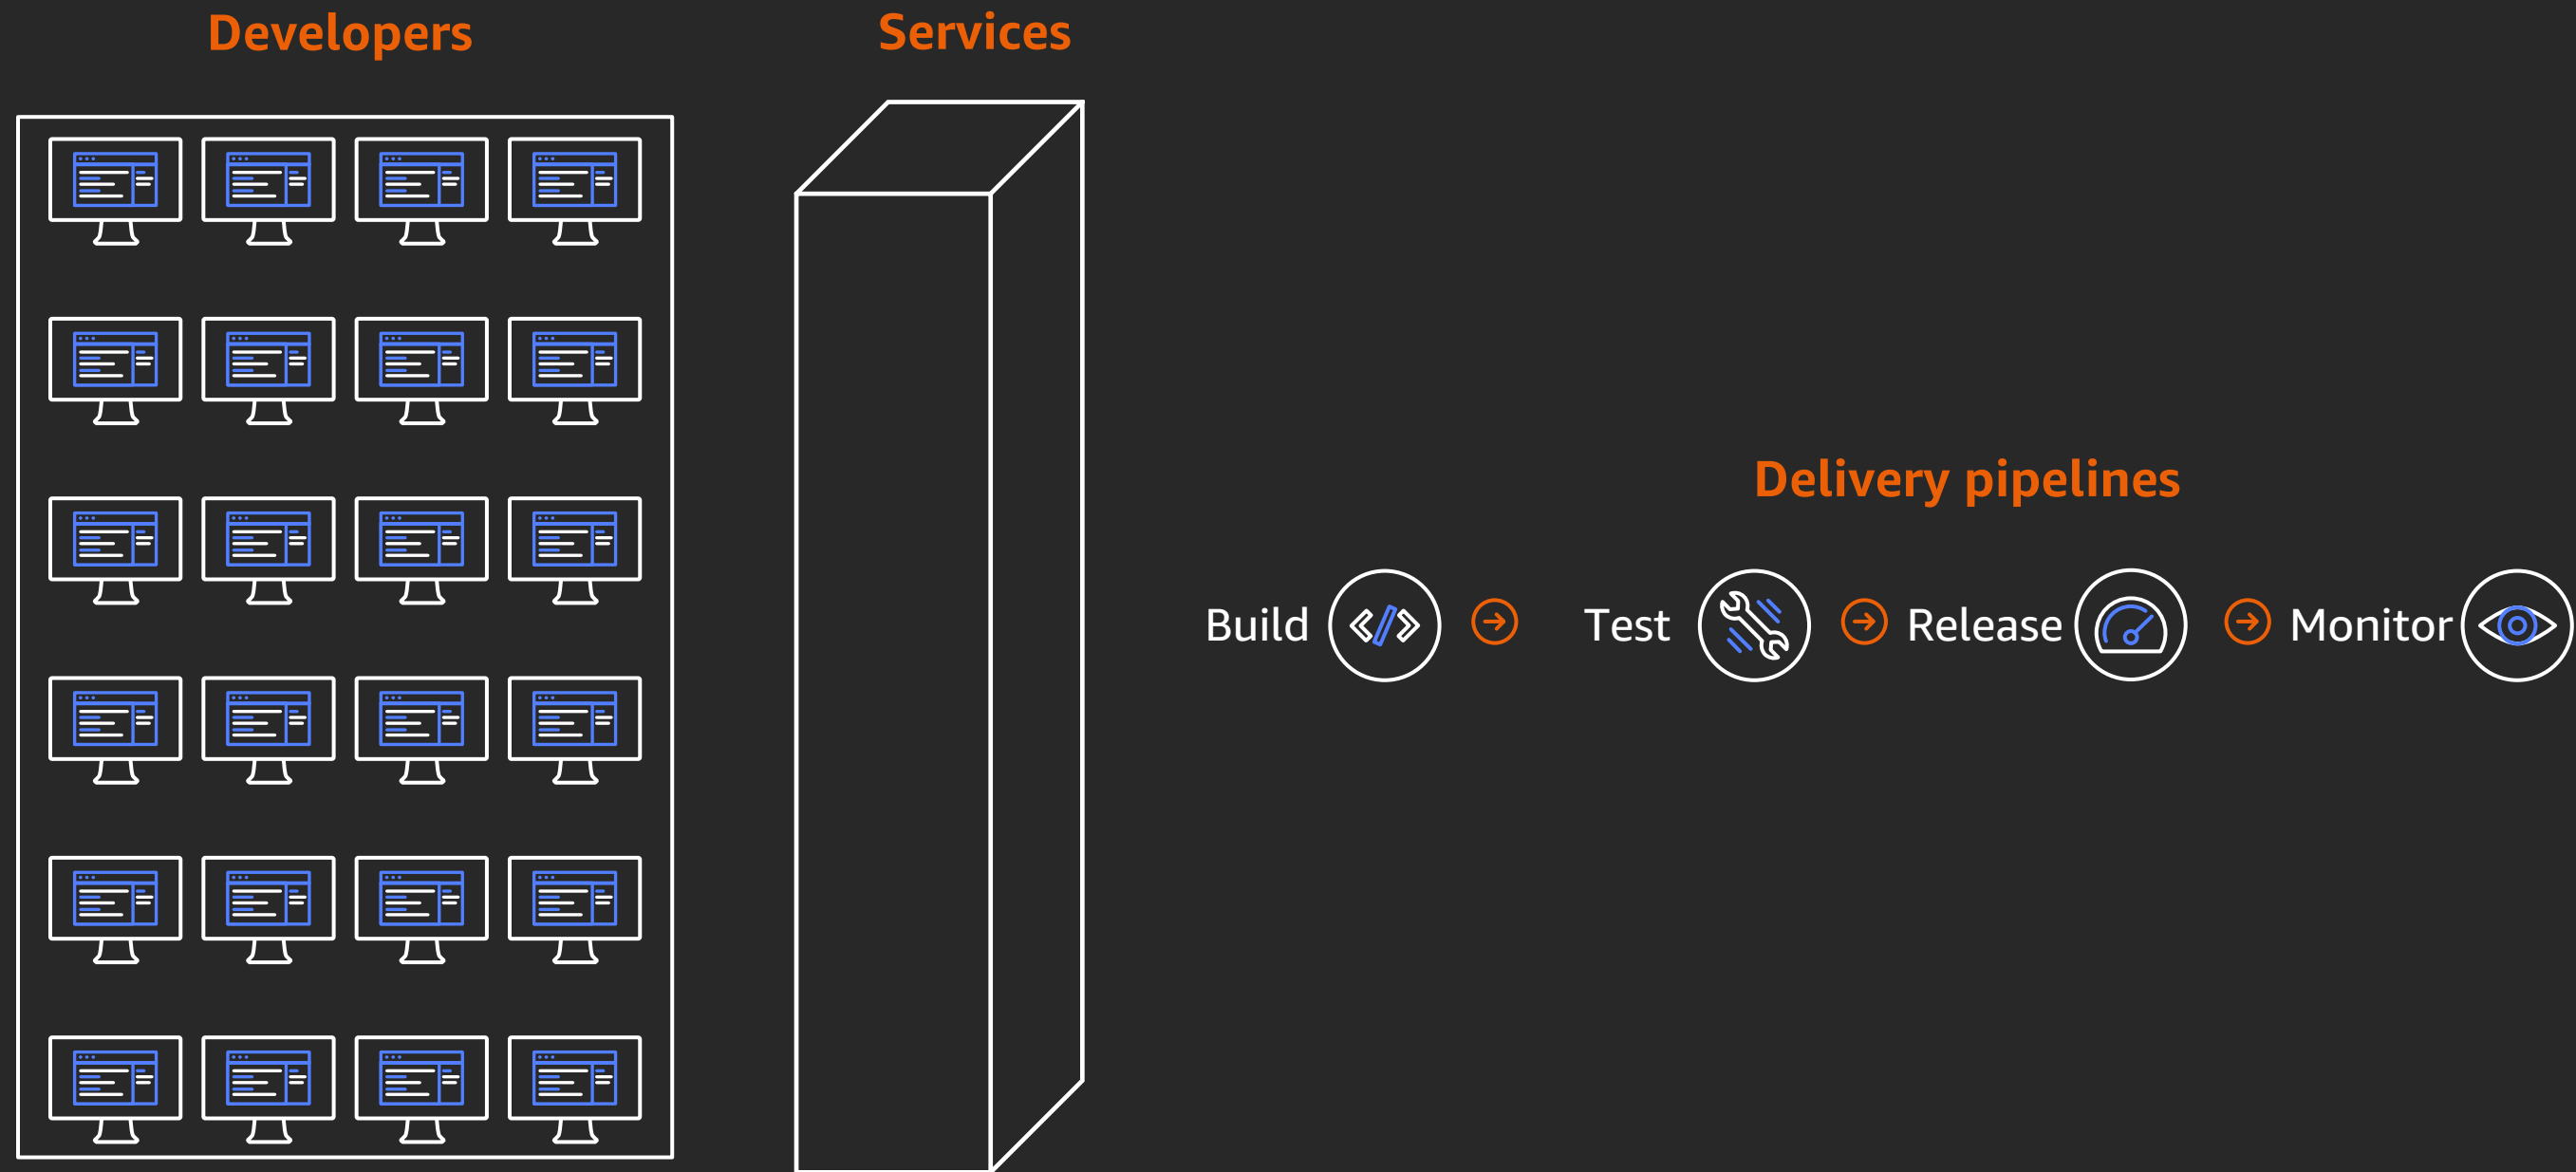 Developers
Services
Delivery pipelines
Build
Test
Release
Monitor